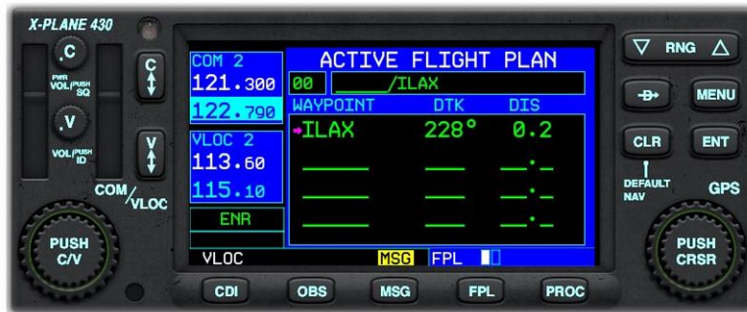 X-PLANE 430
.C
PWR
VOL/PUSH
SQ
C
.V
VOL/PUSH
ID
V
COM/VLOC
PUSH
C/V
COM 2
121.300
122.790
VLOC 2
113.60
115.10
ENR
VLOC
ACTIVE FLIGHT PLAN
00 _____/ILAX
WAYPOINT DTK DIS
ILAX 228° 0.2
MSG FPL
CDI OBS MSG FPL PROC
RNG
D MENU
CLR ENT
DEFAULT
NAV
GPS
PUSH
CRSR